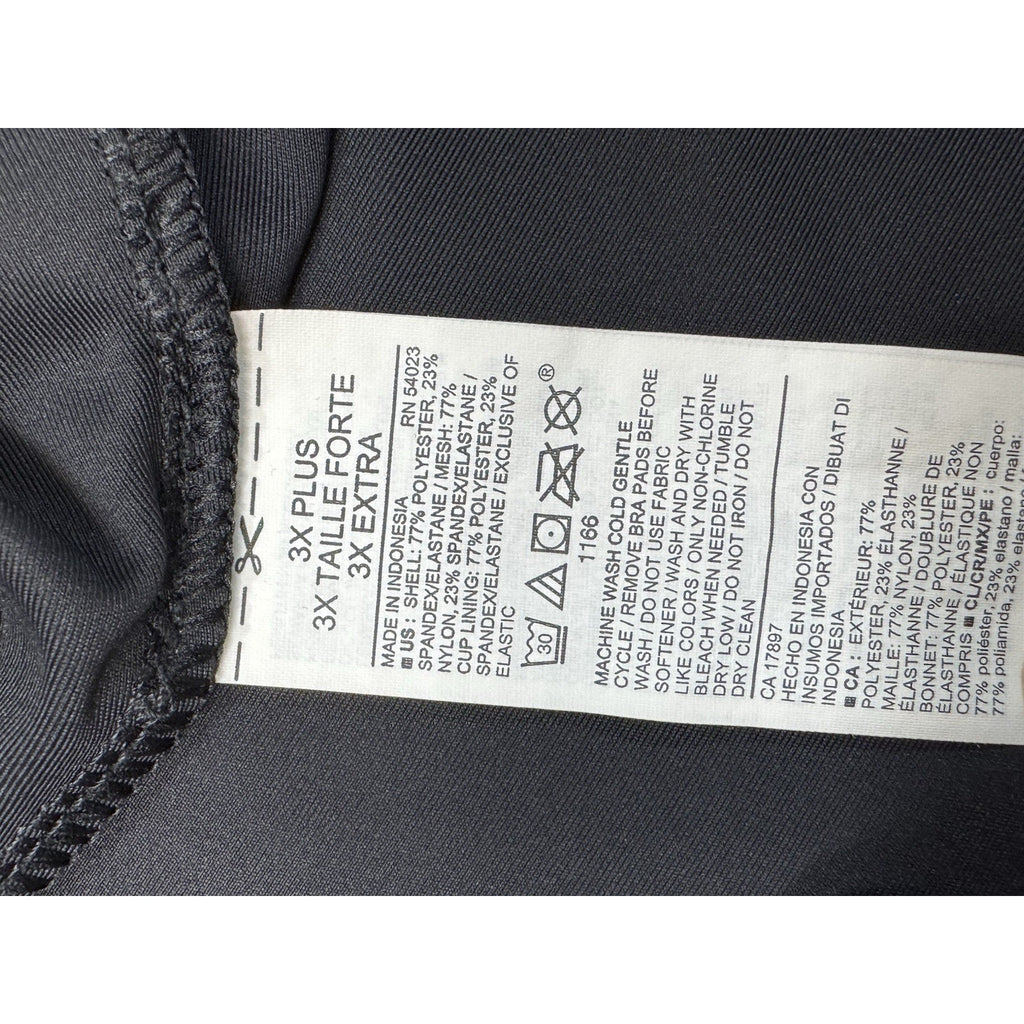 3X PLUS
3X TAILLE FORTE
3X EXTRA
MADE IN INDONESIA RN 54023
US : SHELL: 77% POLYESTER, 23%
SPANDEX/ELASTANE / MESH: 77%
NYLON, 23% SPANDEX/ELASTANE /
CUP LINING: 77% POLYESTER, 23%
SPANDEX/ELASTANE / EXCLUSIVE OF
ELASTIC
30
®
1166
MACHINE WASH COLD GENTLE
CYCLE / REMOVE BRA PADS BEFORE
WASH / DO NOT USE FABRIC
SOFTENER / WASH AND DRY WITH
LIKE COLORS / ONLY NON-CHLORINE
BLEACH WHEN NEEDED / TUMBLE
DRY LOW / DO NOT IRON / DO NOT
DRY CLEAN
CA 17897
HECHO EN INDONESIA CON
INSUMOS IMPORTADOS / DIBUAT DI
INDONESIA
CA : EXTÉRIEUR: 77%
POLYESTER, 23% ÉLASTHANNE /
MAILLE: 77% NYLON, 23%
ÉLASTHANNE / DOUBLURE DE
BONNET: 77% POLYESTER, 23%
ÉLASTHANNE / ÉLASTIQUE NON
COMPRIS CL/CR/MX/PE : cuerpo:
77% poliéster, 23% elastano / malla:
77% poliamida, 23%